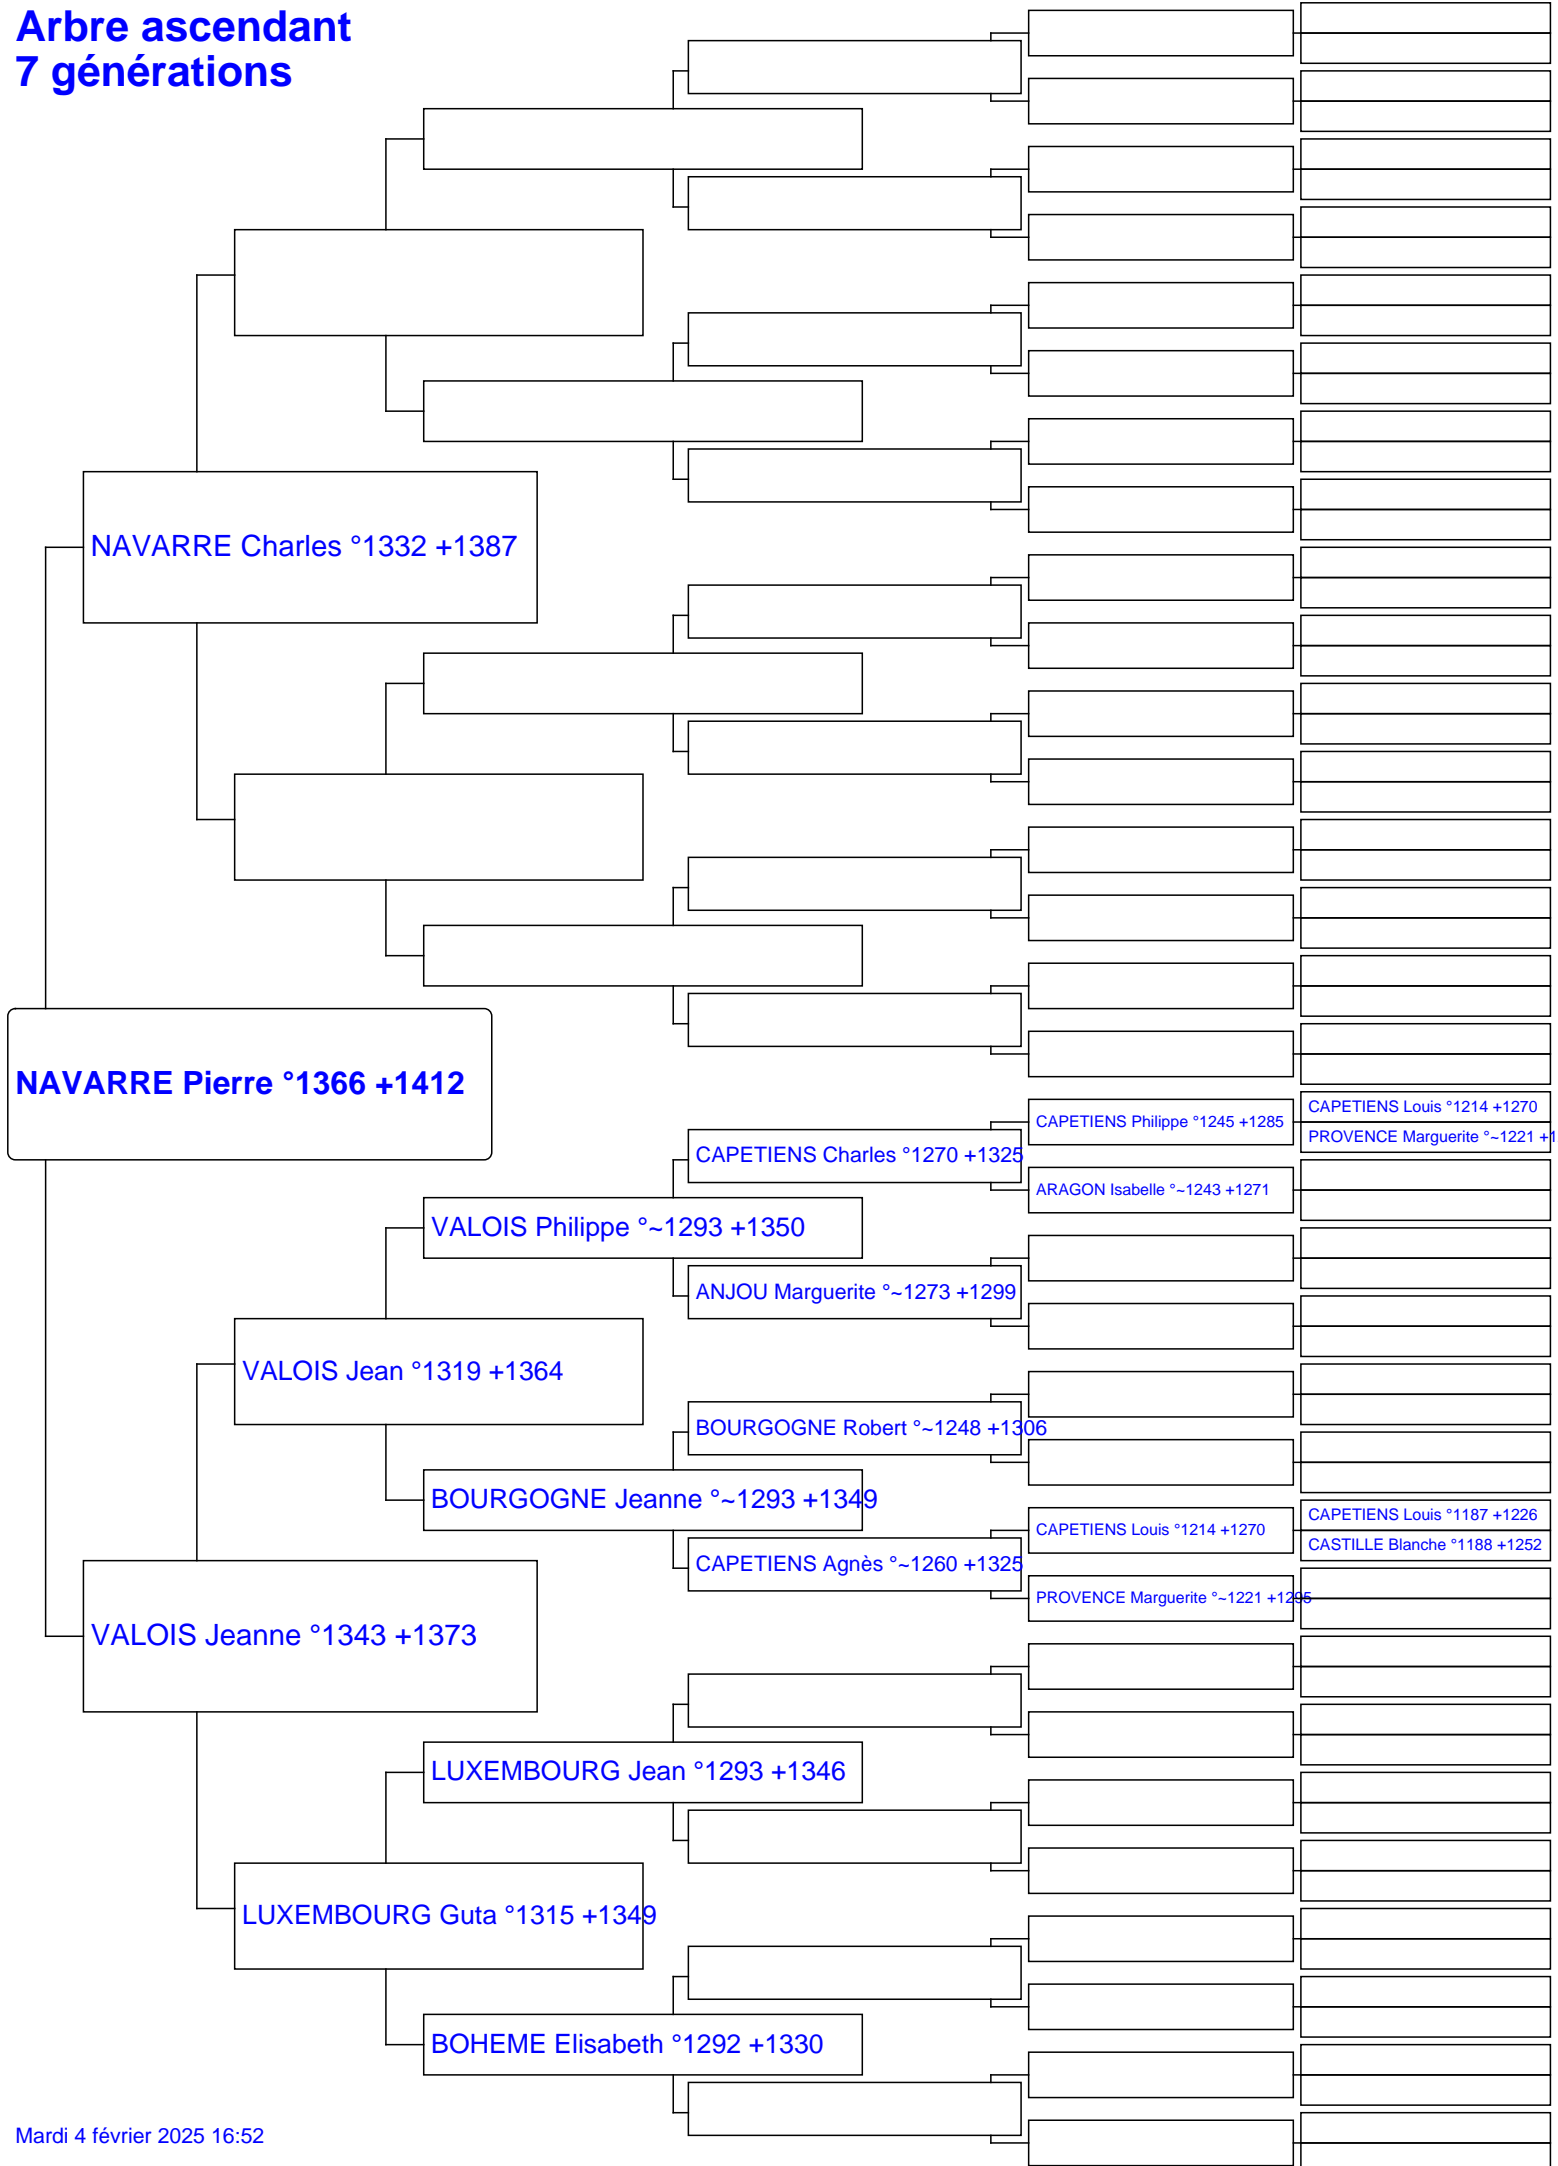 Arbre ascendant
7 générations
NAVARRE Charles °1332 +1387
NAVARRE Pierre °1366 +1412
CAPETIENS Louis °1214 +1270
CAPETIENS Philippe °1245 +1285
PROVENCE Marguerite °~1221 +1
CAPETIENS Charles °1270 +1325
ARAGON Isabelle °~1243 +1271
VALOIS Philippe °~1293 +1350
ANJOU Marguerite °~1273 +1299
VALOIS Jean °1319 +1364
BOURGOGNE Robert °~1248 +1306
BOURGOGNE Jeanne °~1293 +1349
CAPETIENS Louis °1187 +1226
CAPETIENS Louis °1214 +1270
CASTILLE Blanche °1188 +1252
CAPETIENS Agnès °~1260 +1325
PROVENCE Marguerite °~1221 +1295
VALOIS Jeanne °1343 +1373
LUXEMBOURG Jean °1293 +1346
LUXEMBOURG Guta °1315 +1349
BOHEME Elisabeth °1292 +1330
Mardi 4 février 2025 16:52